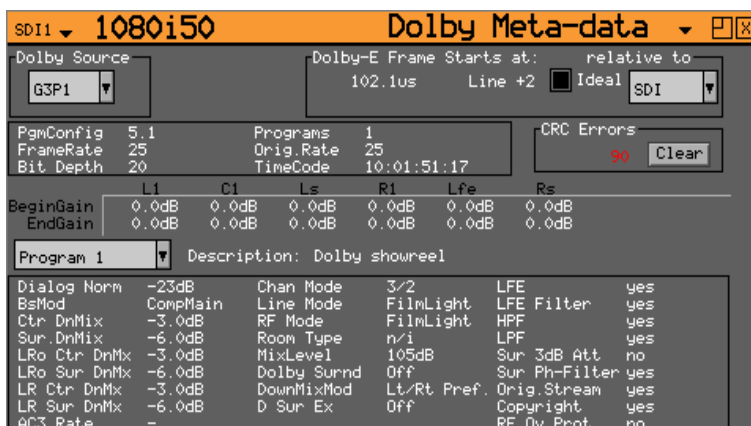 SDI1 1080i50 Dolby Meta-data
Dolby Source Dolby-E Frame Starts at: relative to
G3P1 102.1us Line +2 Ideal SDI
PgmConfig 5.1 Programs 1 CRC Errors
FrameRate 25 Orig.Rate 25 90 Clear
Bit Depth 20 TimeCode 10:01:51:17
L1 C1 Ls R1 Lfe Rs
BeginGain 0.0dB 0.0dB 0.0dB 0.0dB 0.0dB 0.0dB
EndGain 0.0dB 0.0dB 0.0dB 0.0dB 0.0dB 0.0dB
Program 1 Description: Dolby showreel
Dialog Norm -23dB Chan Mode 3/2 LFE yes
BsMod CompMain Line Mode FilmLight LFE Filter yes
Ctr DnMix -3.0dB RF Mode FilmLight HPF yes
Sur.DnMix -6.0dB Room Type n/i LPF yes
LRo Ctr DnMx -3.0dB MixLevel 105dB Sur 3dB Att no
LRo Sur DnMx -6.0dB Dolby Surnd Off Sur Ph-Filter yes
LR Ctr DnMx -3.0dB DownMixMod Lt/Rt Pref. Orig.Stream yes
LR Sur DnMx -6.0dB D Sur Ex Off Copyright yes
AC3 Rate - RF Ov Prot no